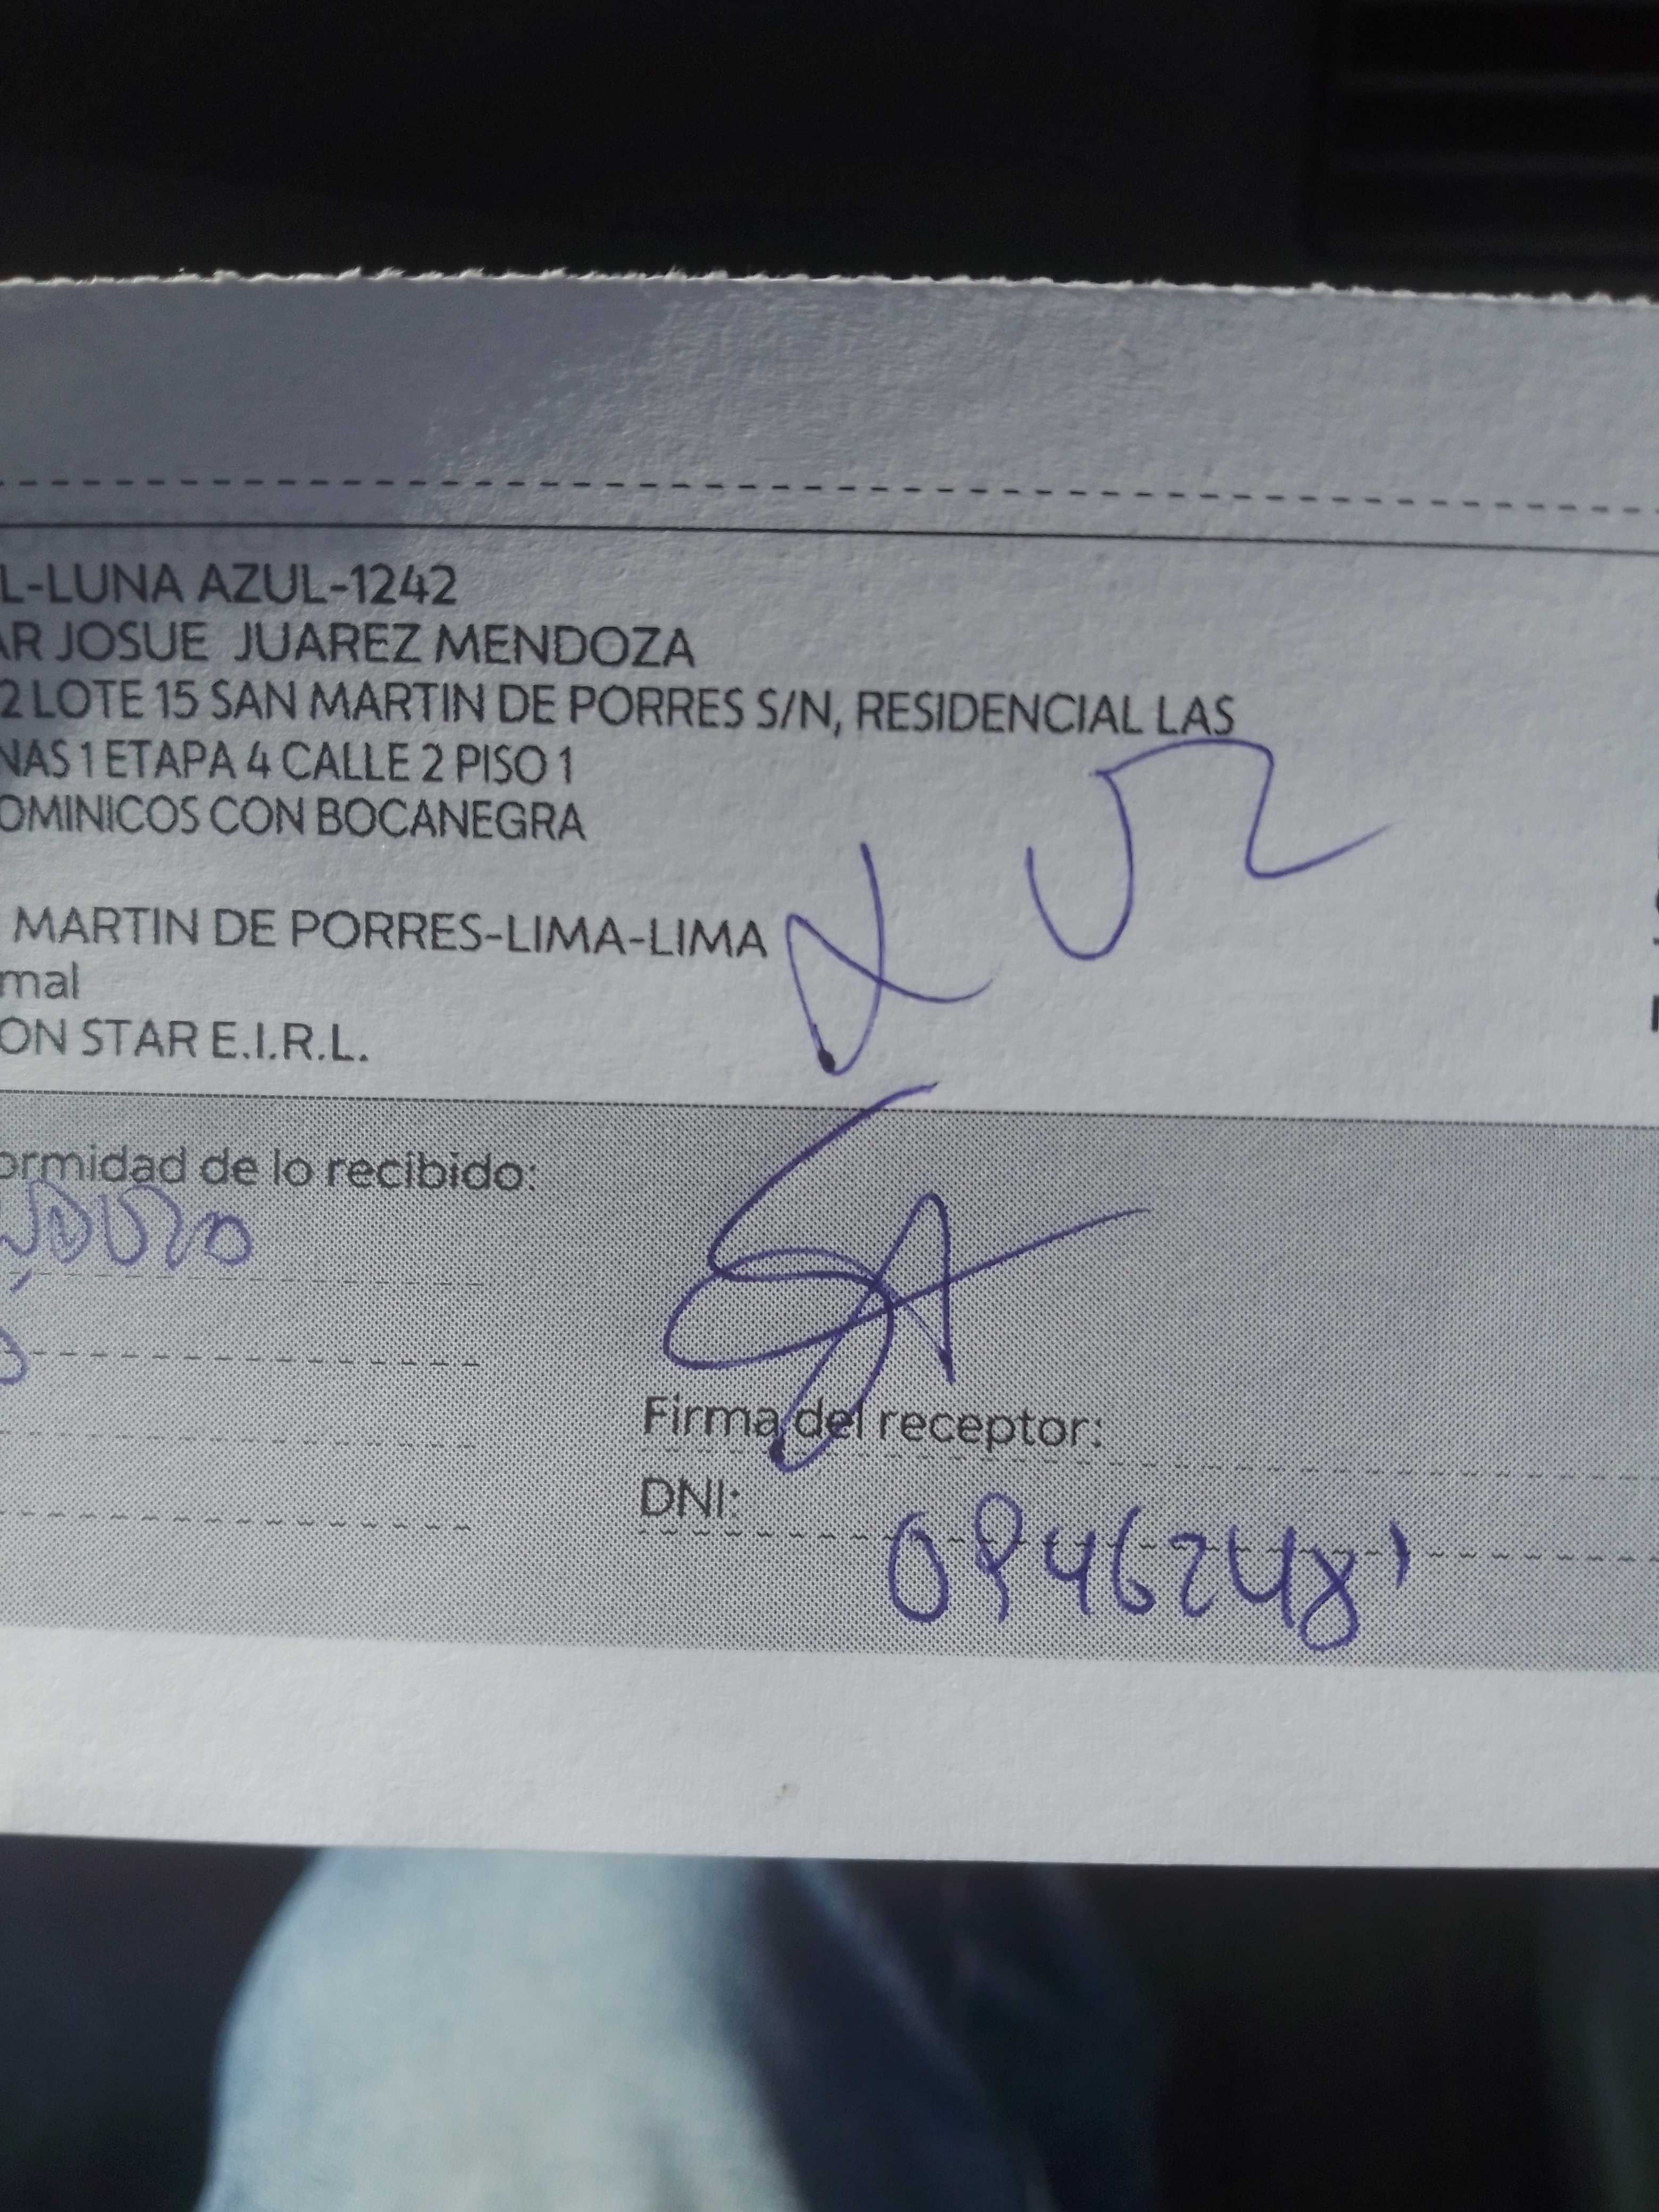 L-LUNA AZUL-1242
AR JOSUE JUAREZ MENDOZA
2 LOTE 15 SAN MARTIN DE PORRES S/N, RESIDENCIAL LAS
NAS 1 ETAPA 4 CALLE 2 PISO 1
OMINICOS CON BOCANEGRA
MARTIN DE PORRES-LIMA-LIMA
mal
ON STAR E.I.R.L.
ormidad de lo recibido:
Firma del receptor:
DNI: 09462481